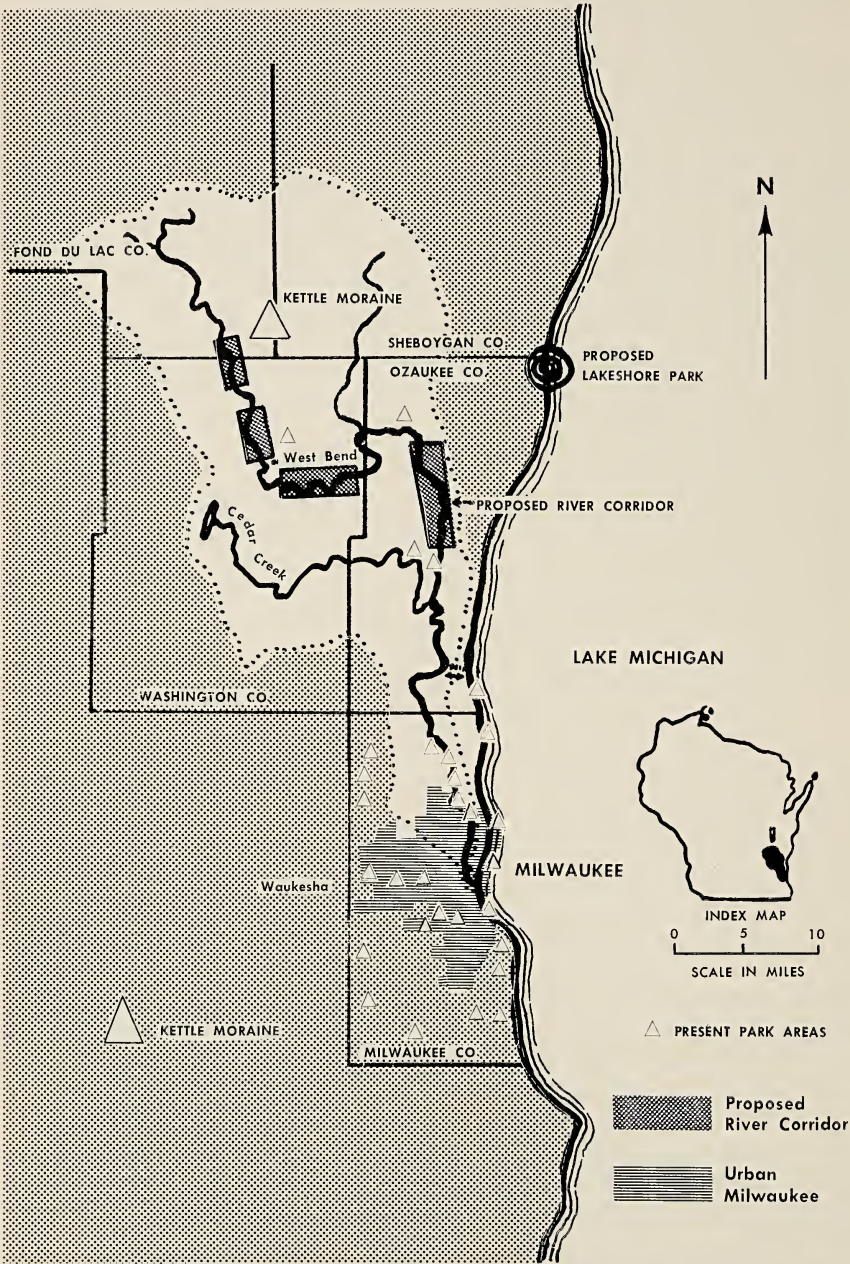 N
FOND DU LAC CO.
KETTLE MORAINE
SHEBOYGAN CO.
OZAUKEE CO.
PROPOSED
LAKESHORE PARK
West Bend
PROPOSED RIVER CORRIDOR
Cedar
Creek
LAKE MICHIGAN
WASHINGTON CO.
MILWAUKEE
Waukesha
INDEX MAP
0 5 10
SCALE IN MILES
KETTLE MORAINE
PRESENT PARK AREAS
MILWAUKEE CO.
Proposed
River Corridor
Urban
Milwaukee